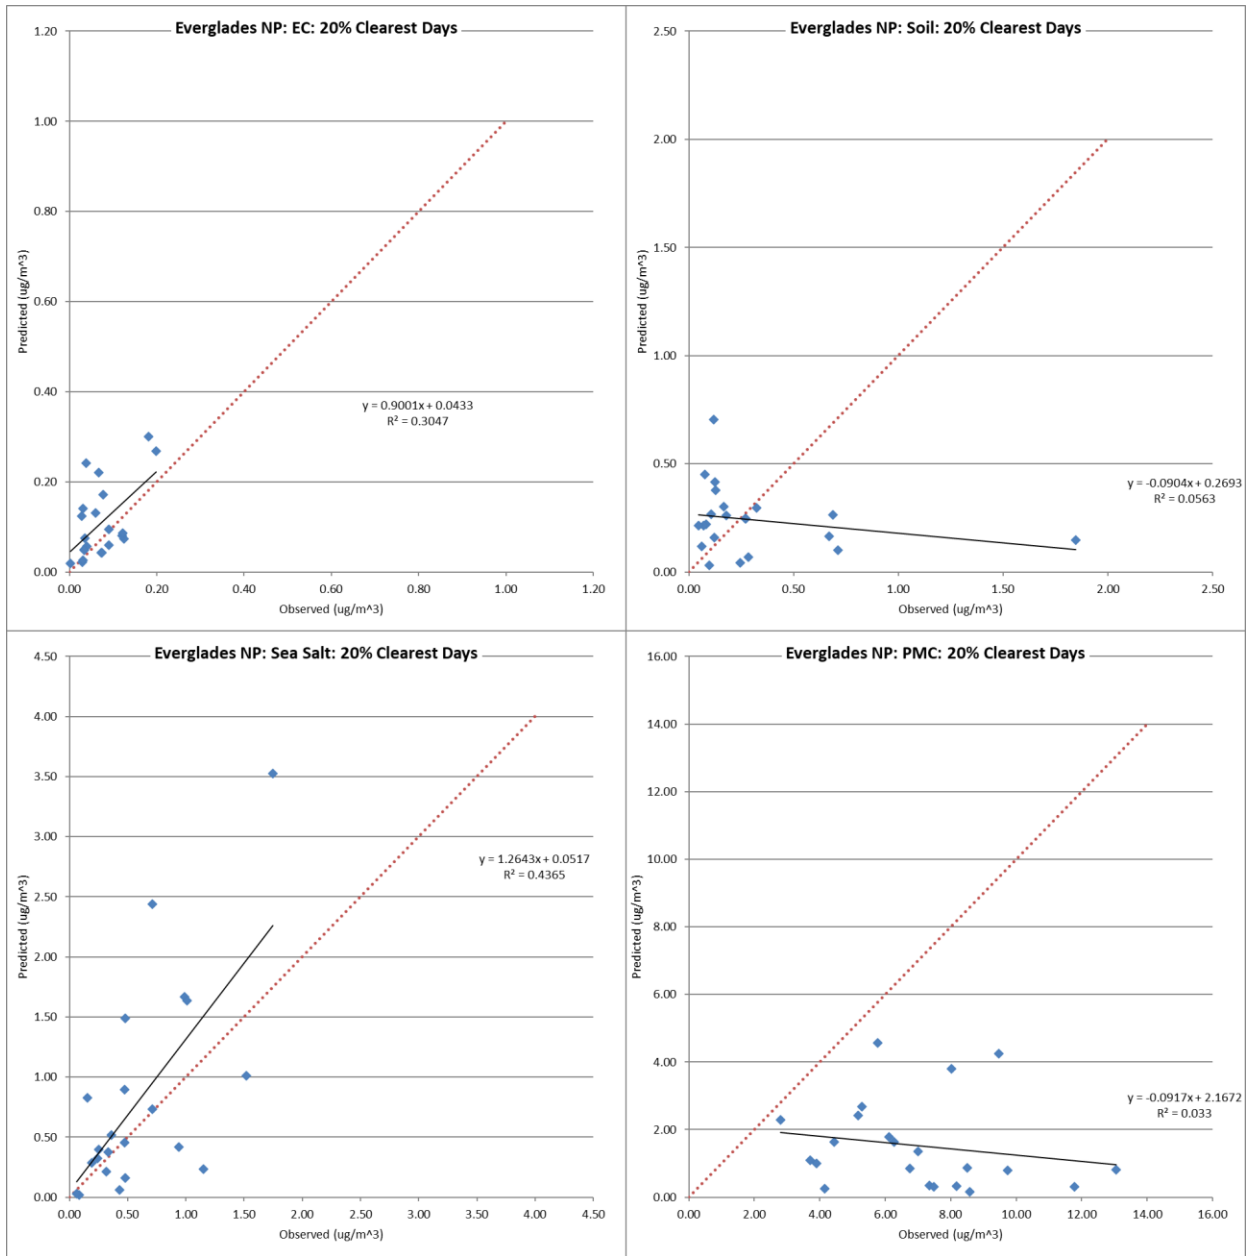 Everglades NP: EC: 20% Clearest Days
1.20
1.00
0.80
0.60
0.40
0.20
0.00
Predicted (ug/m^3)
y = 0.9001x + 0.0433
R² = 0.3047
0.00 0.20 0.40 0.60 0.80 1.00 1.20
Observed (ug/m^3)
Everglades NP: Soil: 20% Clearest Days
2.50
2.00
1.50
1.00
0.50
0.00
Predicted (ug/m^3)
y = -0.0904x + 0.2693
R² = 0.0563
0.00 0.50 1.00 1.50 2.00 2.50
Observed (ug/m^3)
Everglades NP: Sea Salt: 20% Clearest Days
4.50
4.00
3.50
3.00
2.50
2.00
1.50
1.00
0.50
0.00
Predicted (ug/m^3)
y = 1.2643x + 0.0517
R² = 0.4365
0.00 0.50 1.00 1.50 2.00 2.50 3.00 3.50 4.00 4.50
Observed (ug/m^3)
Everglades NP: PMC: 20% Clearest Days
16.00
14.00
12.00
10.00
8.00
6.00
4.00
2.00
0.00
Predicted (ug/m^3)
y = -0.0917x + 2.1672
R² = 0.033
0.00 2.00 4.00 6.00 8.00 10.00 12.00 14.00 16.00
Observed (ug/m^3)